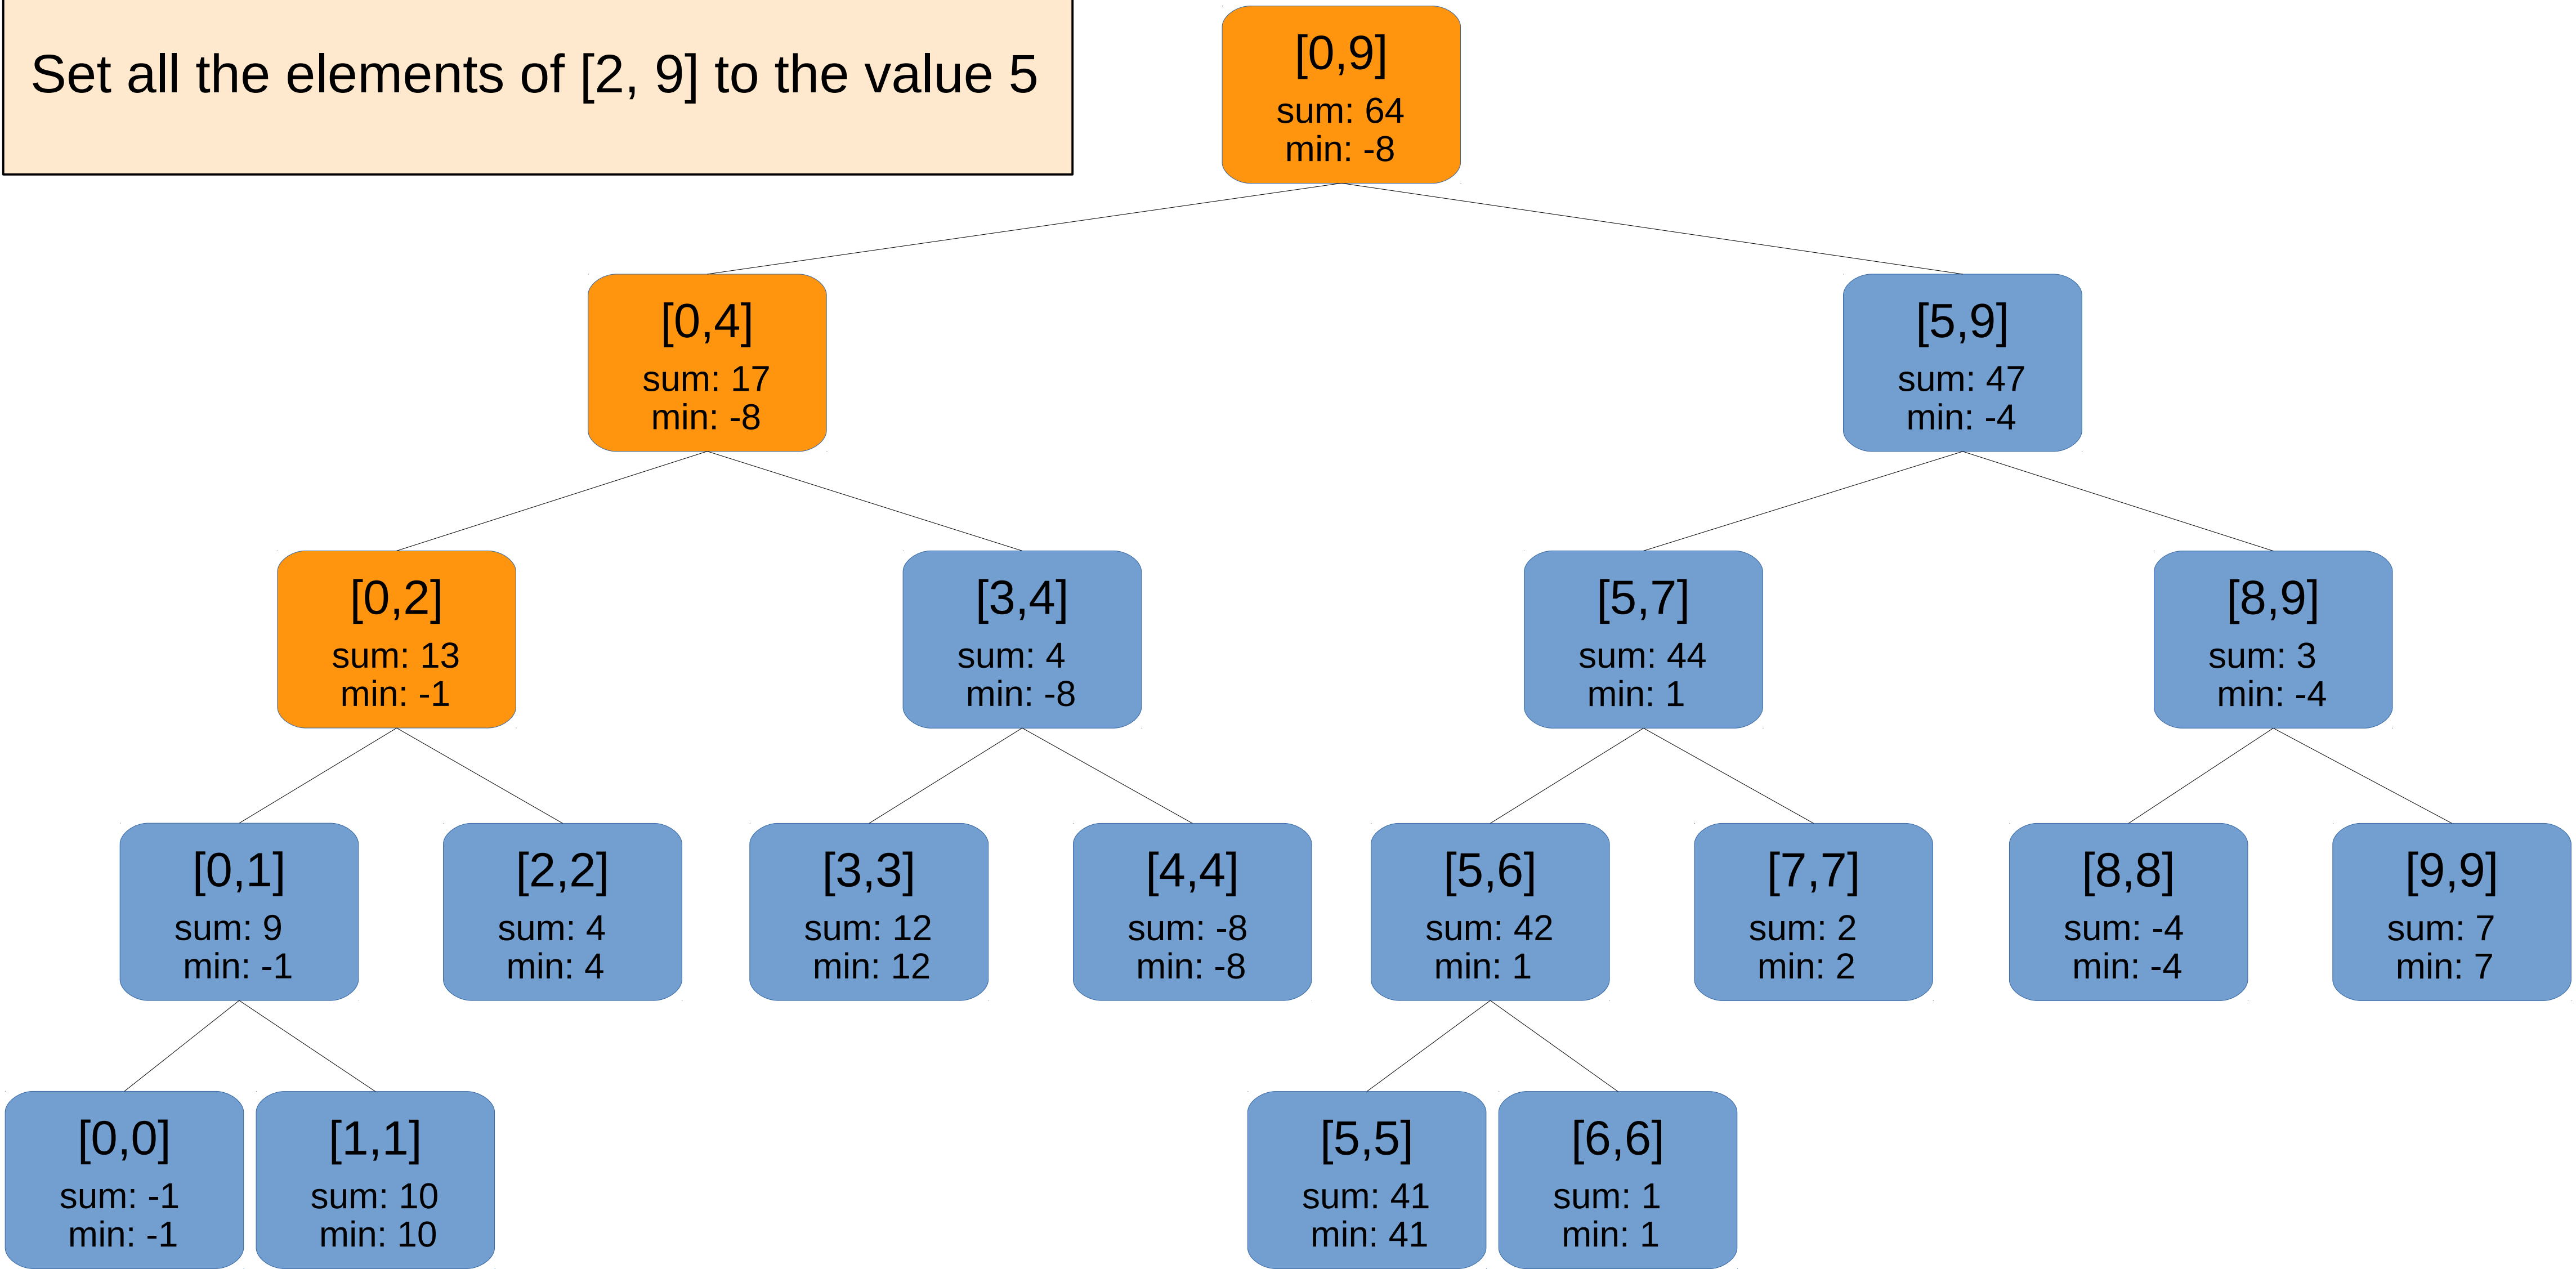 Set all the elements of [2, 9] to the value 5
[0,9]
sum: 64
min: -8
[0,4]
sum: 17
min: -8
[5,9]
sum: 47
min: -4
[0,2]
sum: 13
min: -1
[3,4]
sum: 4
min: -8
[5,7]
sum: 44
min: 1
[8,9]
sum: 3
min: -4
[0,1]
sum: 9
min: -1
[2,2]
sum: 4
min: 4
[3,3]
sum: 12
min: 12
[4,4]
sum: -8
min: -8
[5,6]
sum: 42
min: 1
[7,7]
sum: 2
min: 2
[8,8]
sum: -4
min: -4
[9,9]
sum: 7
min: 7
[0,0]
sum: -1
min: -1
[1,1]
sum: 10
min: 10
[5,5]
sum: 41
min: 41
[6,6]
sum: 1
min: 1